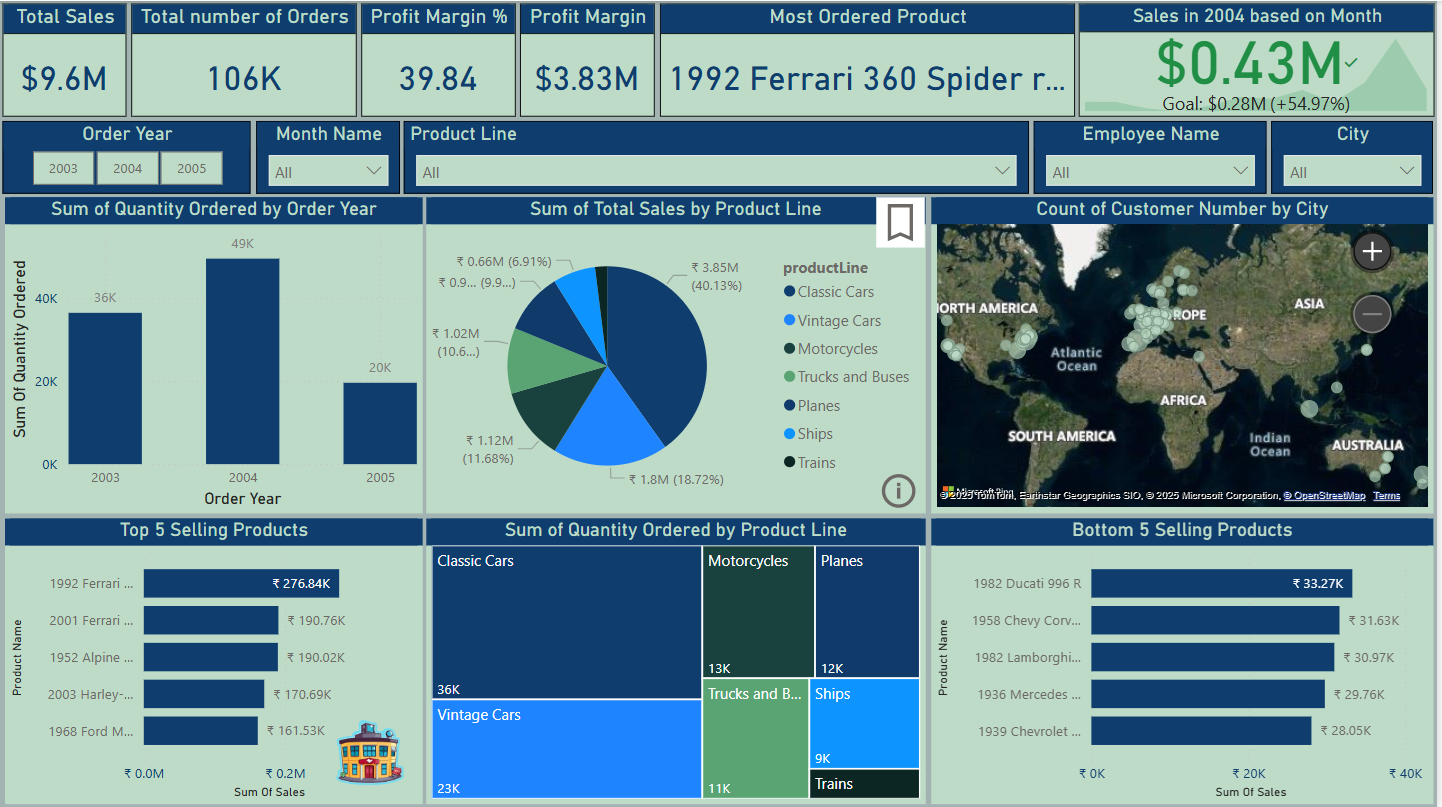 Total Sales
$9.6M
Total number of Orders
106K
Profit Margin %
39.84
Profit Margin
$3.83M
Most Ordered Product
1992 Ferrari 360 Spider r...
Sales in 2004 based on Month
$0.43M
Goal: $0.28M (+54.97%)
Order Year
2003 2004 2005
Month Name
All
Product Line
All
Employee Name
All
City
All
Sum of Quantity Ordered by Order Year
Sum Of Quantity Ordered
40K
20K
0K
36K
49K
20K
2003 2004 2005
Order Year
Sum of Total Sales by Product Line
₹ 0.66M (6.91%)
₹ 0.9... (9.9...)
₹ 1.02M
(10.6...)
₹ 1.12M
(11.68%)
₹ 1.8M (18.72%)
₹ 3.85M
(40.13%)
productLine
Classic Cars
Vintage Cars
Motorcycles
Trucks and Buses
Planes
Ships
Trains
Count of Customer Number by City
ORTH AMERICA
ROPE
ASIA
Atlantic
Ocean
AFRICA
SOUTH AMERICA
Indian
Ocean
AUSTRALIA
Microsoft Bing
© 2025 TomTom, Earthstar Geographics SIO, © 2025 Microsoft Corporation, © OpenStreetMap Terms
Top 5 Selling Products
Product Name
1992 Ferrari ... ₹ 276.84K
2001 Ferrari ... ₹ 190.76K
1952 Alpine ... ₹ 190.02K
2003 Harley-... ₹ 170.69K
1968 Ford M... ₹ 161.53K
₹ 0.0M ₹ 0.2M
Sum Of Sales
Sum of Quantity Ordered by Product Line
Classic Cars
36K
Vintage Cars
23K
Motorcycles
13K
Planes
12K
Trucks and B...
11K
Ships
9K
Trains
Bottom 5 Selling Products
Product Name
1982 Ducati 996 R ₹ 33.27K
1958 Chevy Corv... ₹ 31.63K
1982 Lamborghi... ₹ 30.97K
1936 Mercedes ... ₹ 29.76K
1939 Chevrolet ... ₹ 28.05K
₹ 0K ₹ 20K ₹ 40K
Sum Of Sales